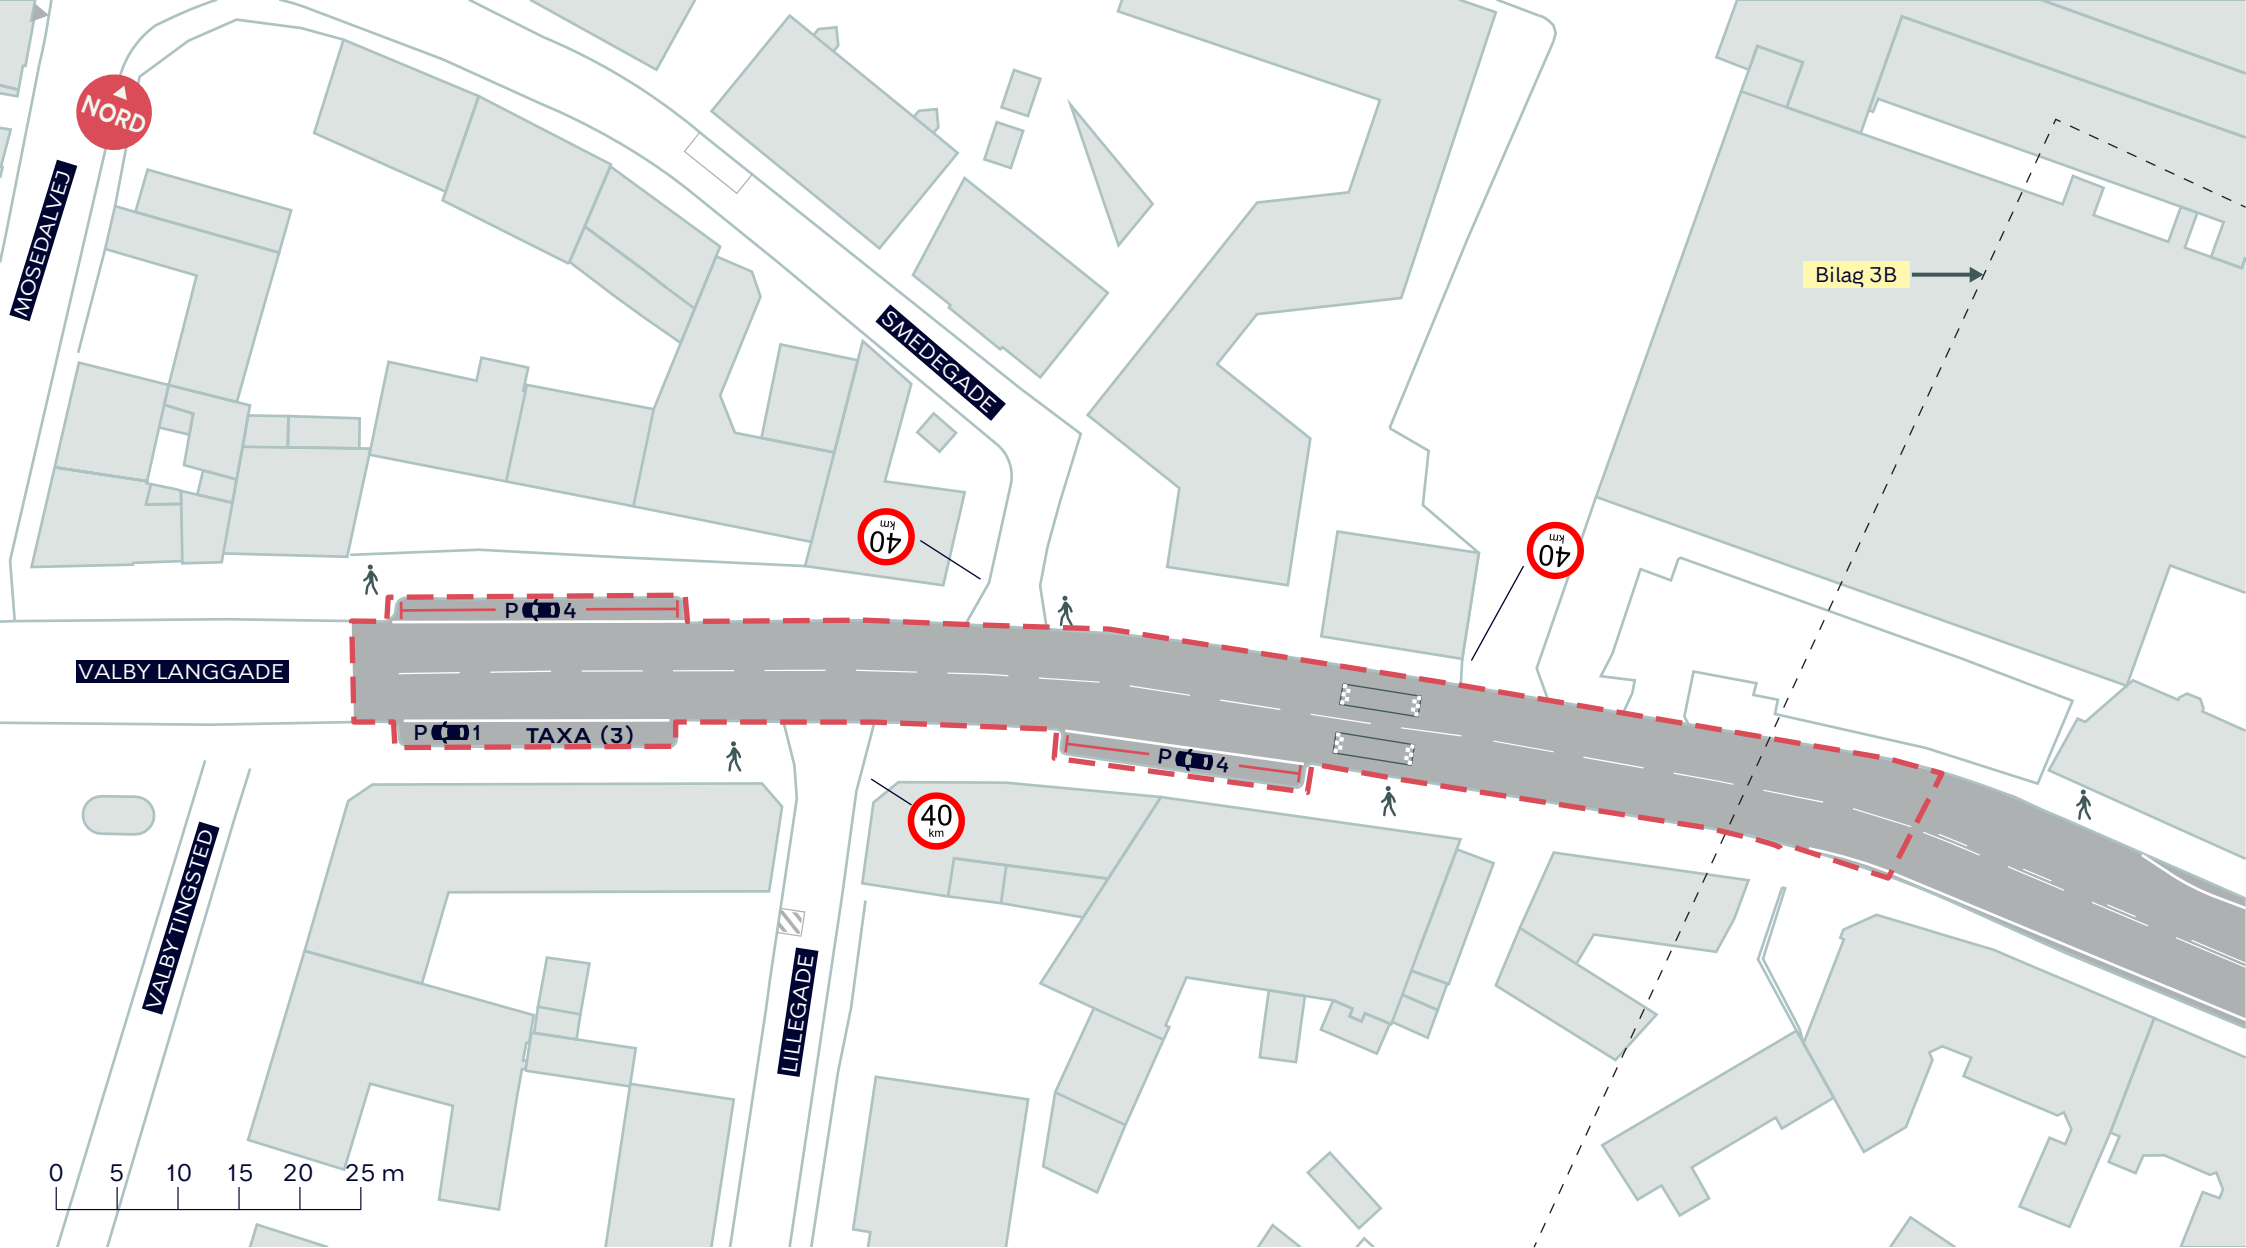 NORD
MOSEDALVEJ
Bilag 3B
SMEDEGADE
40
km
40
km
P 4
VALBY LANGGADE
P 1 TAXA (3)
P 4
40
km
VALBY TINGSTED
LILLEGADE
0 5 10 15 20 25 m